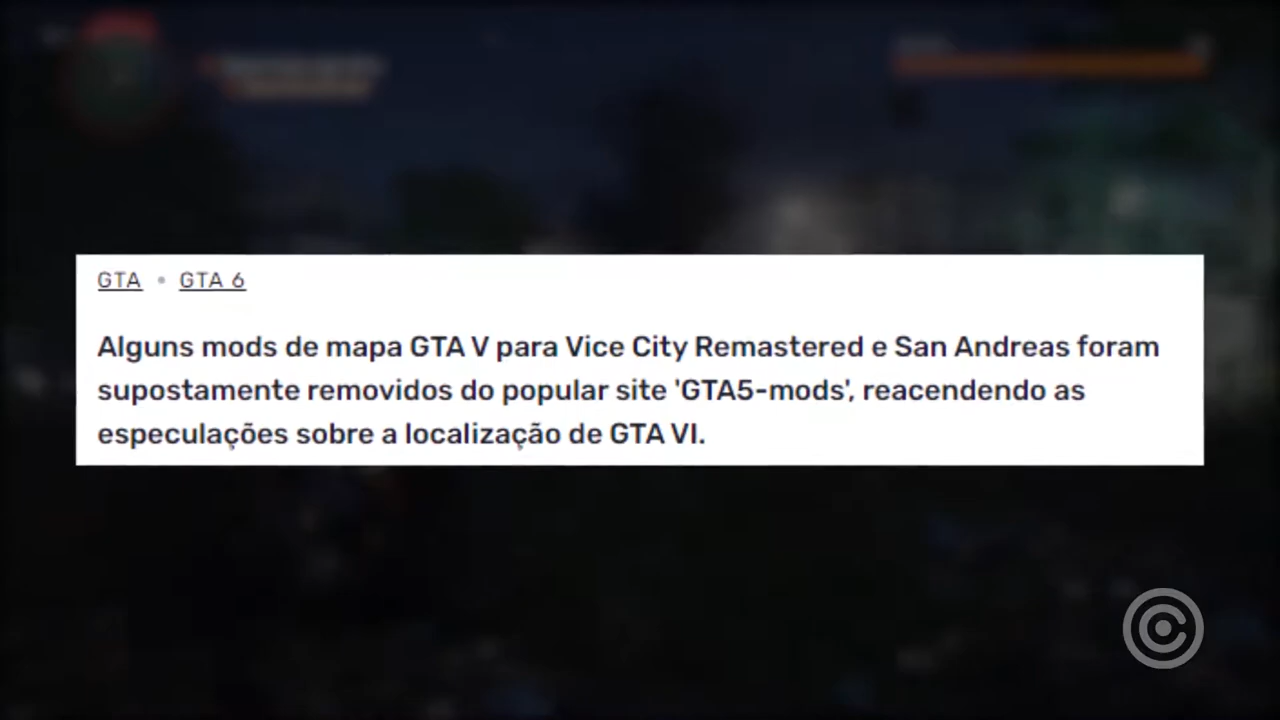 GTA • GTA 6
Alguns mods de mapa GTA V para Vice City Remastered e San Andreas foram
supostamente removidos do popular site 'GTA5-mods', reacendendo as
especulações sobre a localização de GTA VI.